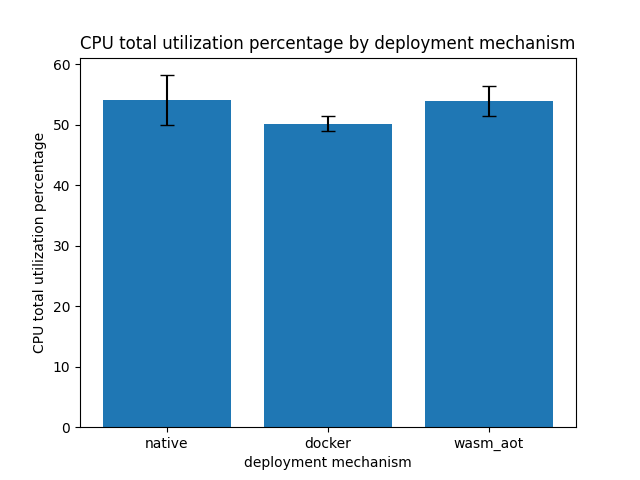 CPU total utilization percentage by deployment mechanism
CPU total utilization percentage
60
50
40
30
20
10
0
native docker wasm_aot
deployment mechanism